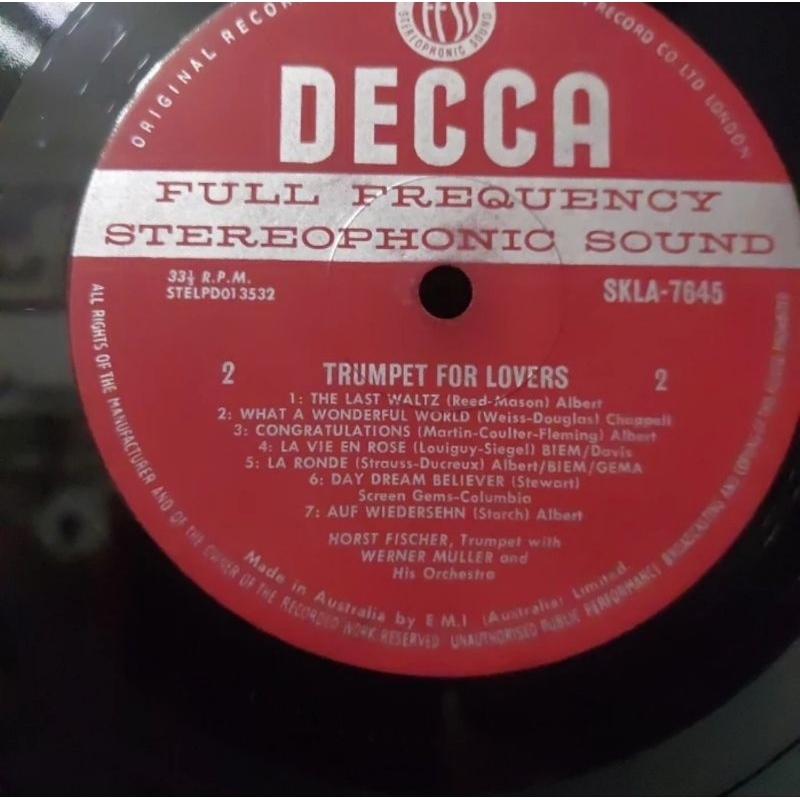 ORIGINAL RECOR
RECORD CO LTD LONDON
FFSS
STEREOPHONIC SOUND
DECCA
FULL FREQUENCY
STEREOPHONIC SOUND
33⅓ R.P.M.
STELPD013532
SKLA-7645
2 TRUMPET FOR LOVERS 2
1: THE LAST WALTZ (Reed-Mason) Albert
2: WHAT A WONDERFUL WORLD (Weiss-Douglas) Chappell
3: CONGRATULATIONS (Martin-Coulter-Fleming) Albert
4: LA VIE EN ROSE (Louiguy-Siegel) BIEM/Davis
5: LA RONDE (Strauss-Ducreux) Albert/BIEM/GEMA
6: DAY DREAM BELIEVER (Stewart)
Screen Gems-Columbia
7: AUF WIEDERSEHN (Storch) Albert
HORST FISCHER, Trumpet with
WERNER MULLER and
His Orchestra
Made in Australia by E M.I (Australia) Limited.
ALL RIGHTS OF THE MANUFACTURER AND OF THE OWNER OF THE RECORDED WORK RESERVED UNAUTHORISED PUBLIC PERFORMANCE BROADCASTING AND COPYING OF THIS